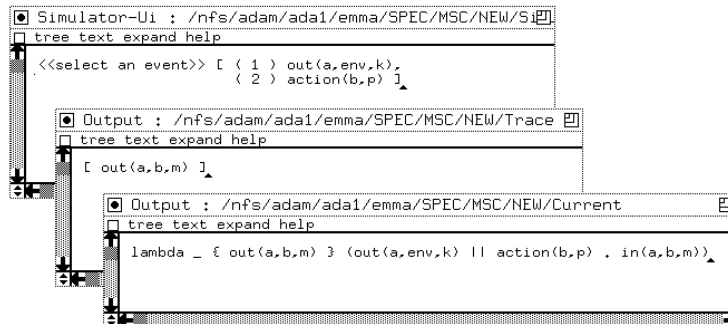 Simulator-Ui : /nfs/adam/ada1/emma/SPEC/MSC/NEW/Si
tree text expand help
<<select an event>> [ ( 1 ) out(a,env,k),
( 2 ) action(b,p) ]
Output : /nfs/adam/ada1/emma/SPEC/MSC/NEW/Trace
tree text expand help
[ out(a,b,m) ]
Output : /nfs/adam/ada1/emma/SPEC/MSC/NEW/Current
tree text expand help
lambda _ { out(a,b,m) } (out(a,env,k) || action(b,p) . in(a,b,m))